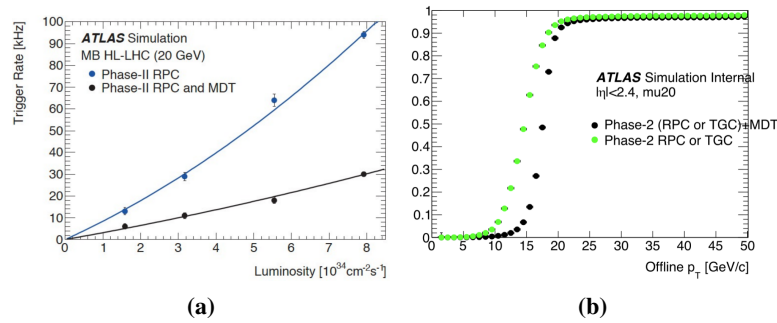 Trigger Rate [kHz]
100
90
80
70
60
50
40
30
20
10
0
ATLAS Simulation
MB HL-LHC (20 GeV)
Phase-II RPC
Phase-II RPC and MDT
0 1 2 3 4 5 6 7 8
Luminosity [10³⁴cm⁻²s⁻¹]
(a)
1
0.9
0.8
0.7
0.6
0.5
0.4
0.3
0.2
0.1
0
ATLAS Simulation Internal
|η|<2.4, mu20
Phase-2 (RPC or TGC)+MDT
Phase-2 RPC or TGC
0 5 10 15 20 25 30 35 40 45 50
Offline p_T [GeV/c]
(b)